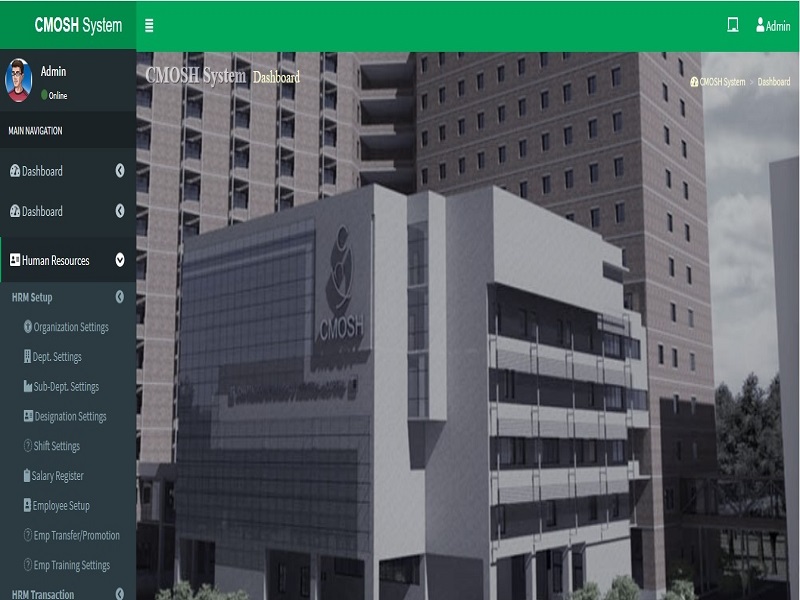 CMOSH System
Admin
Admin
Online
CMOSH System Dashboard
CMOSH System > Dashboard
MAIN NAVIGATION
Dashboard
Dashboard
Human Resources
HRM Setup
Organization Settings
Dept. Settings
Sub-Dept. Settings
Designation Settings
Shift Settings
Salary Register
Employee Setup
Emp Transfer/Promotion
Emp Training Settings
HRM Transaction
CMOSH